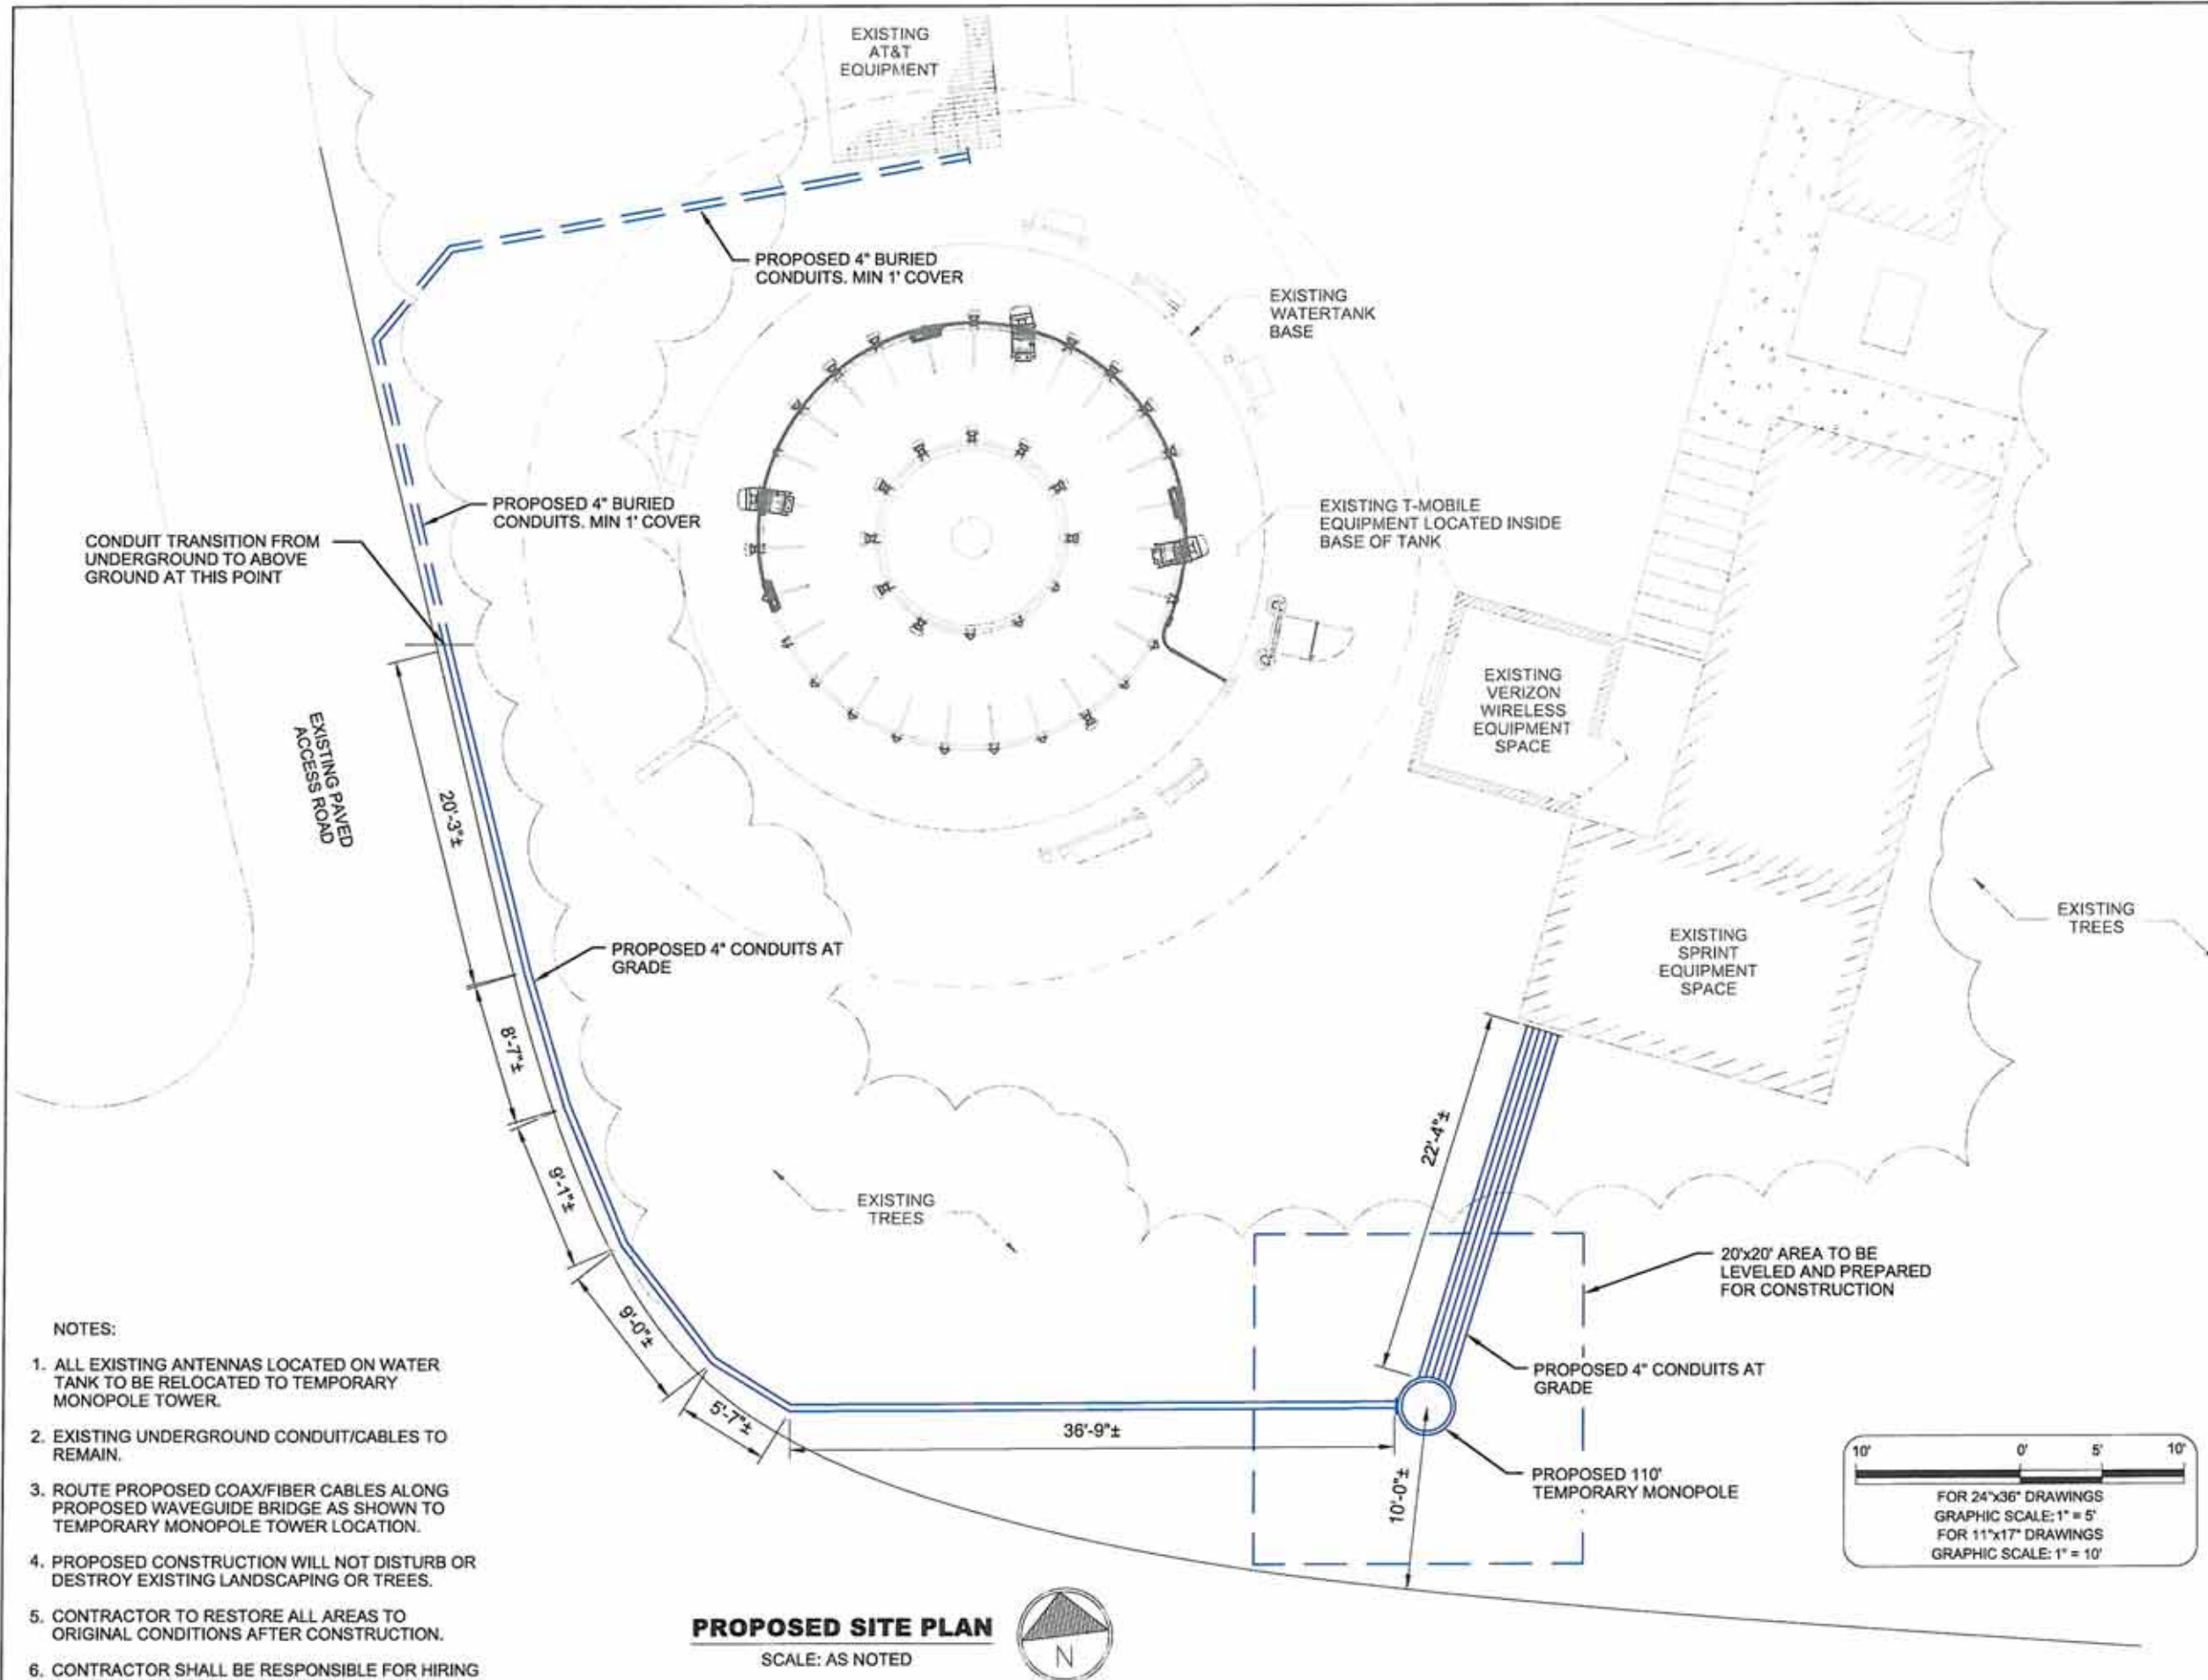 EXISTING
AT&T
EQUIPMENT
PROPOSED 4" BURIED
CONDUITS. MIN 1' COVER
EXISTING
WATERTANK
BASE
PROPOSED 4" BURIED
CONDUITS. MIN 1' COVER
EXISTING T-MOBILE
EQUIPMENT LOCATED INSIDE
BASE OF TANK
CONDUIT TRANSITION FROM
UNDERGROUND TO ABOVE
GROUND AT THIS POINT
EXISTING
VERIZON
WIRELESS
EQUIPMENT
SPACE
EXISTING PAVED
ACCESS ROAD
20'-3"±
EXISTING
TREES
PROPOSED 4" CONDUITS AT
GRADE
EXISTING
SPRINT
EQUIPMENT
SPACE
8'-7"±
22'-4"±
9'-1"±
EXISTING
TREES
20'x20' AREA TO BE
LEVELED AND PREPARED
FOR CONSTRUCTION
9'-0"±
PROPOSED 4" CONDUITS AT
GRADE
5'-7"±
36'-9"±
10'-0"±
PROPOSED 110'
TEMPORARY MONOPOLE
NOTES:
1. ALL EXISTING ANTENNAS LOCATED ON WATER
TANK TO BE RELOCATED TO TEMPORARY
MONOPOLE TOWER.
2. EXISTING UNDERGROUND CONDUIT/CABLES TO
REMAIN.
3. ROUTE PROPOSED COAX/FIBER CABLES ALONG
PROPOSED WAVEGUIDE BRIDGE AS SHOWN TO
TEMPORARY MONOPOLE TOWER LOCATION.
4. PROPOSED CONSTRUCTION WILL NOT DISTURB OR
DESTROY EXISTING LANDSCAPING OR TREES.
5. CONTRACTOR TO RESTORE ALL AREAS TO
ORIGINAL CONDITIONS AFTER CONSTRUCTION.
6. CONTRACTOR SHALL BE RESPONSIBLE FOR HIRING
PROPOSED SITE PLAN
SCALE: AS NOTED
N
10' 0' 5' 10'
FOR 24"x36" DRAWINGS
GRAPHIC SCALE: 1" = 5'
FOR 11"x17" DRAWINGS
GRAPHIC SCALE: 1" = 10'